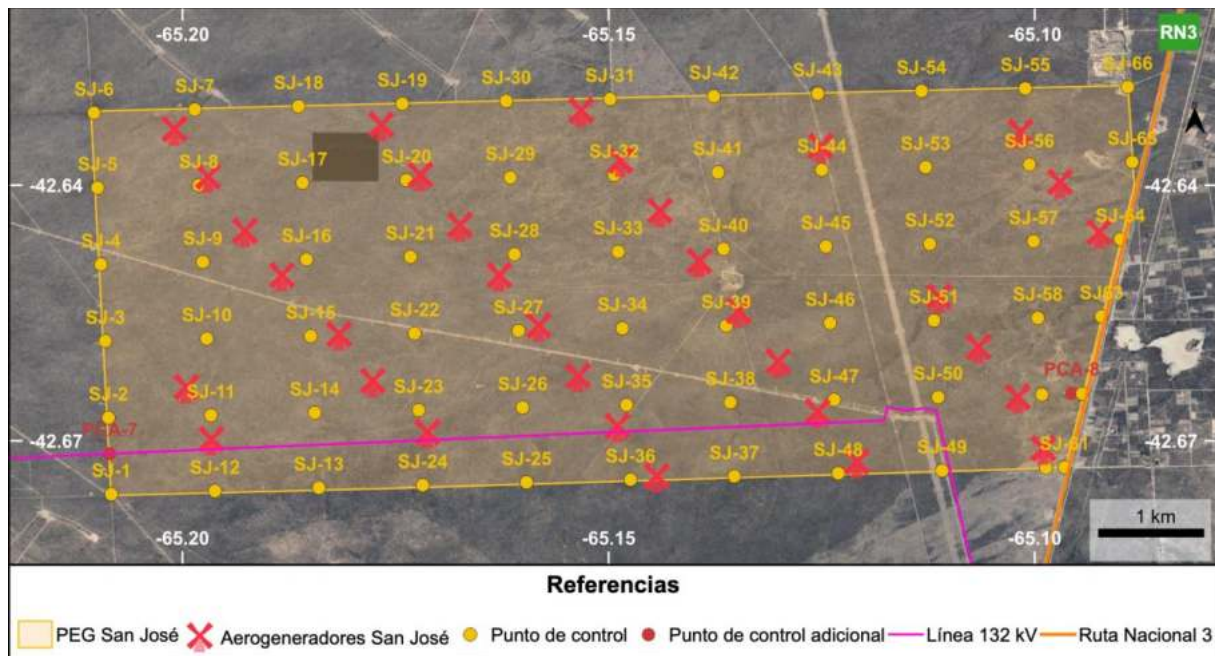 -65.20 -65.15 -65.10 RN3
SJ-6 SJ-7 SJ-18 SJ-19 SJ-30 SJ-31 SJ-42 SJ-43 SJ-54 SJ-55 SJ-66
SJ-5 SJ-8 SJ-17 SJ-20 SJ-29 SJ-32 SJ-41 SJ-44 SJ-53 SJ-56 SJ-65
-42.64 -42.64
SJ-4 SJ-9 SJ-16 SJ-21 SJ-28 SJ-33 SJ-40 SJ-45 SJ-52 SJ-57 SJ-64
SJ-3 SJ-10 SJ-15 SJ-22 SJ-27 SJ-34 SJ-39 SJ-46 SJ-51 SJ-58 SJ-63
SJ-2 SJ-11 SJ-14 SJ-23 SJ-26 SJ-35 SJ-38 SJ-47 SJ-50 PCA-8
PCA-7 -42.67 -42.67
SJ-1 SJ-12 SJ-13 SJ-24 SJ-25 SJ-36 SJ-37 SJ-48 SJ-49 SJ-61
-65.20 -65.15 -65.10 1 km
Referencias
PEG San José Aerogeneradores San José Punto de control Punto de control adicional Línea 132 kV Ruta Nacional 3